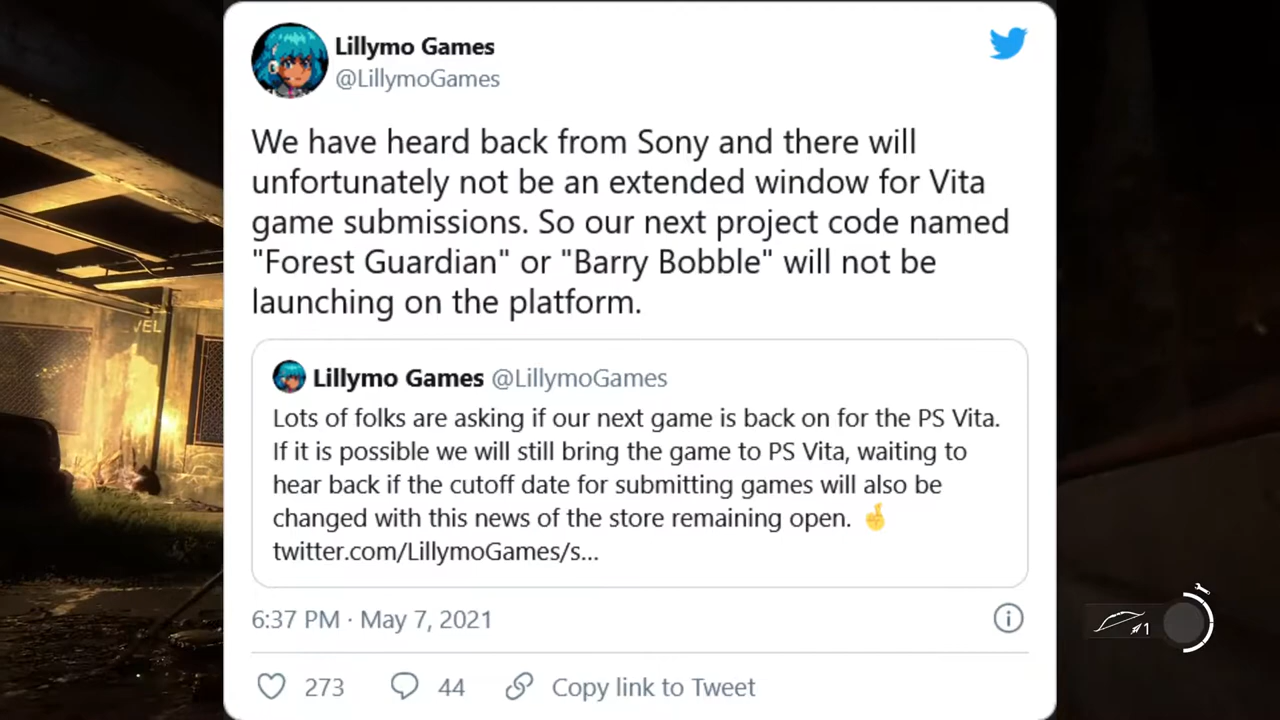 Lillymo Games
@LillymoGames
We have heard back from Sony and there will
unfortunately not be an extended window for Vita
game submissions. So our next project code named
"Forest Guardian" or "Barry Bobble" will not be
launching on the platform.
Lillymo Games @LillymoGames
Lots of folks are asking if our next game is back on for the PS Vita.
If it is possible we will still bring the game to PS Vita, waiting to
hear back if the cutoff date for submitting games will also be
changed with this news of the store remaining open. 🤞
twitter.com/LillymoGames/s...
6:37 PM · May 7, 2021
273
44
Copy link to Tweet
VEL
1